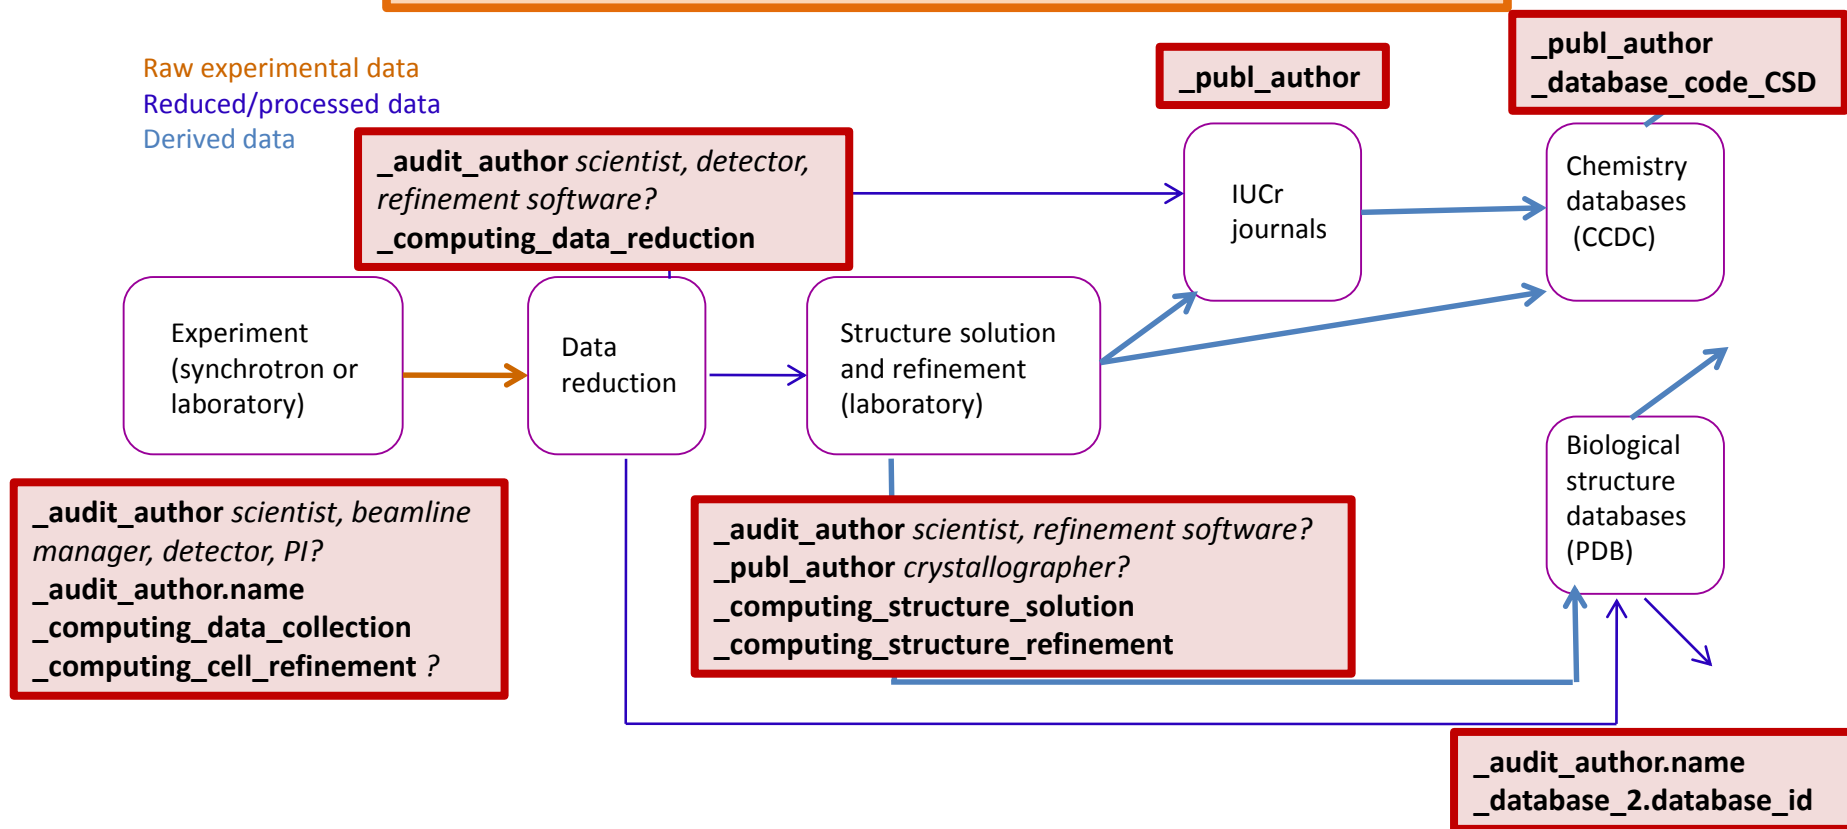 Raw experimental data
Reduced/processed data
Derived data
_publ_author
_publ_author
_database_code_CSD
_audit_author scientist, detector,
refinement software?
_computing_data_reduction
IUCr
journals
Chemistry
databases
(CCDC)
Experiment
(synchrotron or
laboratory)
Data
reduction
Structure solution
and refinement
(laboratory)
Biological
structure
databases
(PDB)
_audit_author scientist, beamline
manager, detector, PI?
_audit_author.name
_computing_data_collection
_computing_cell_refinement ?
_audit_author scientist, refinement software?
_publ_author crystallographer?
_computing_structure_solution
_computing_structure_refinement
_audit_author.name
_database_2.database_id